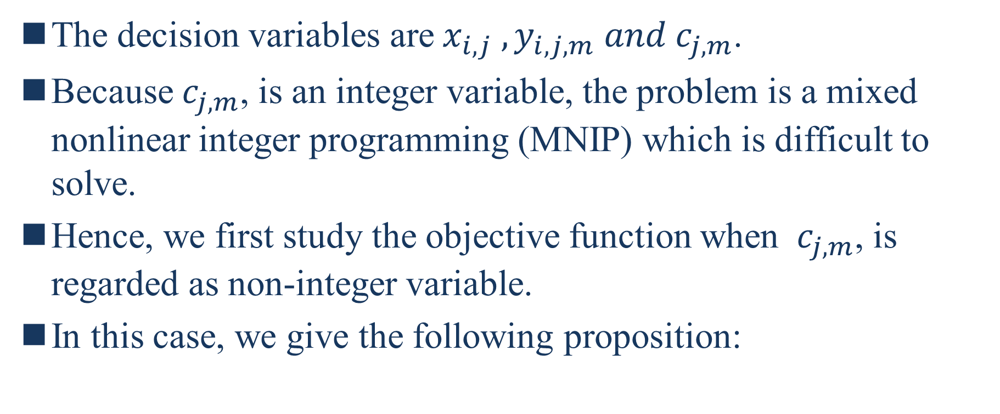 ■ The decision variables are x_{i,j} , y_{i,j,m} and c_{j,m}.
■ Because c_{j,m}, is an integer variable, the problem is a mixed
nonlinear integer programming (MNIP) which is difficult to
solve.
■ Hence, we first study the objective function when c_{j,m}, is
regarded as non-integer variable.
■ In this case, we give the following proposition: